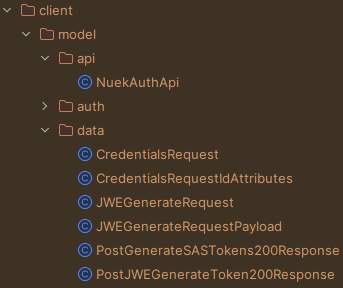 client
model
api
NuekAuthApi
auth
data
CredentialsRequest
CredentialsRequestIdAttributes
JWEGenerateRequest
JWEGenerateRequestPayload
PostGenerateSASTokens200Response
PostJWEGenerateToken200Response